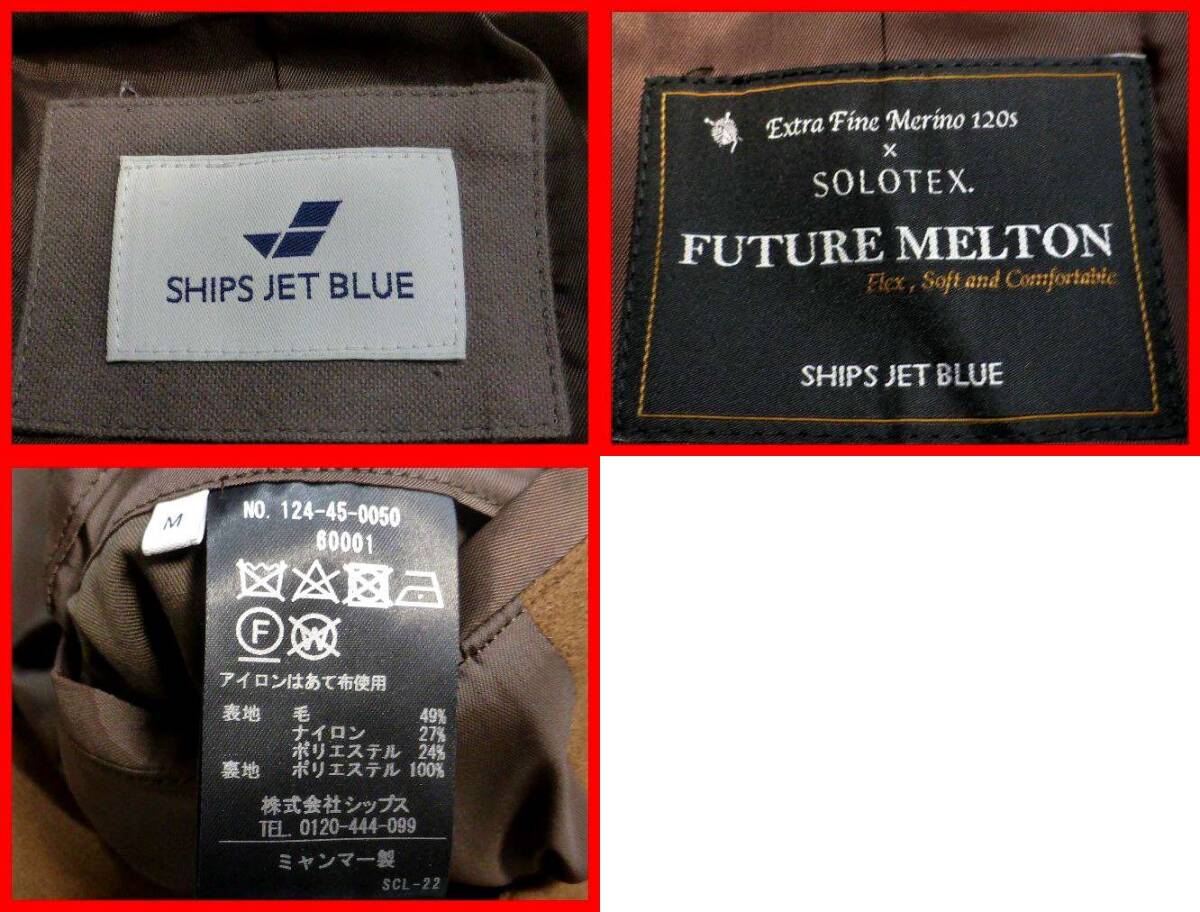 SHIPS JET BLUE
Extra Fine Merino 120s
x
SOLOTEX.
FUTURE MELTON
Flex, Soft and Comfortable
SHIPS JET BLUE
M
NO. 124-45-0050
60001
F W
アイロンはあて布使用
表地 毛 49%
ナイロン 27%
ポリエステル 24%
裏地 ポリエステル 100%
株式会社シップス
TEL. 0120-444-099
ミャンマー製
SCL-22